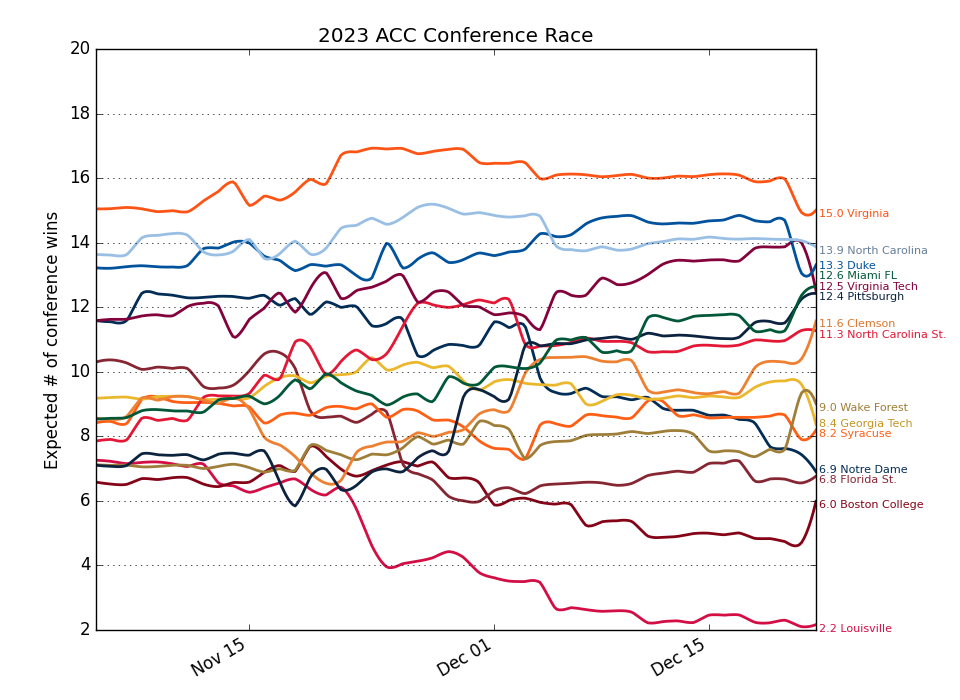 2023 ACC Conference Race
Expected # of conference wins
20
18
16
14
12
10
8
6
4
2
Nov 15
Dec 01
Dec 15
15.0 Virginia
13.9 North Carolina
13.3 Duke
12.6 Miami FL
12.5 Virginia Tech
12.4 Pittsburgh
11.6 Clemson
11.3 North Carolina St.
9.0 Wake Forest
8.4 Georgia Tech
8.2 Syracuse
6.9 Notre Dame
6.8 Florida St.
6.0 Boston College
2.2 Louisville